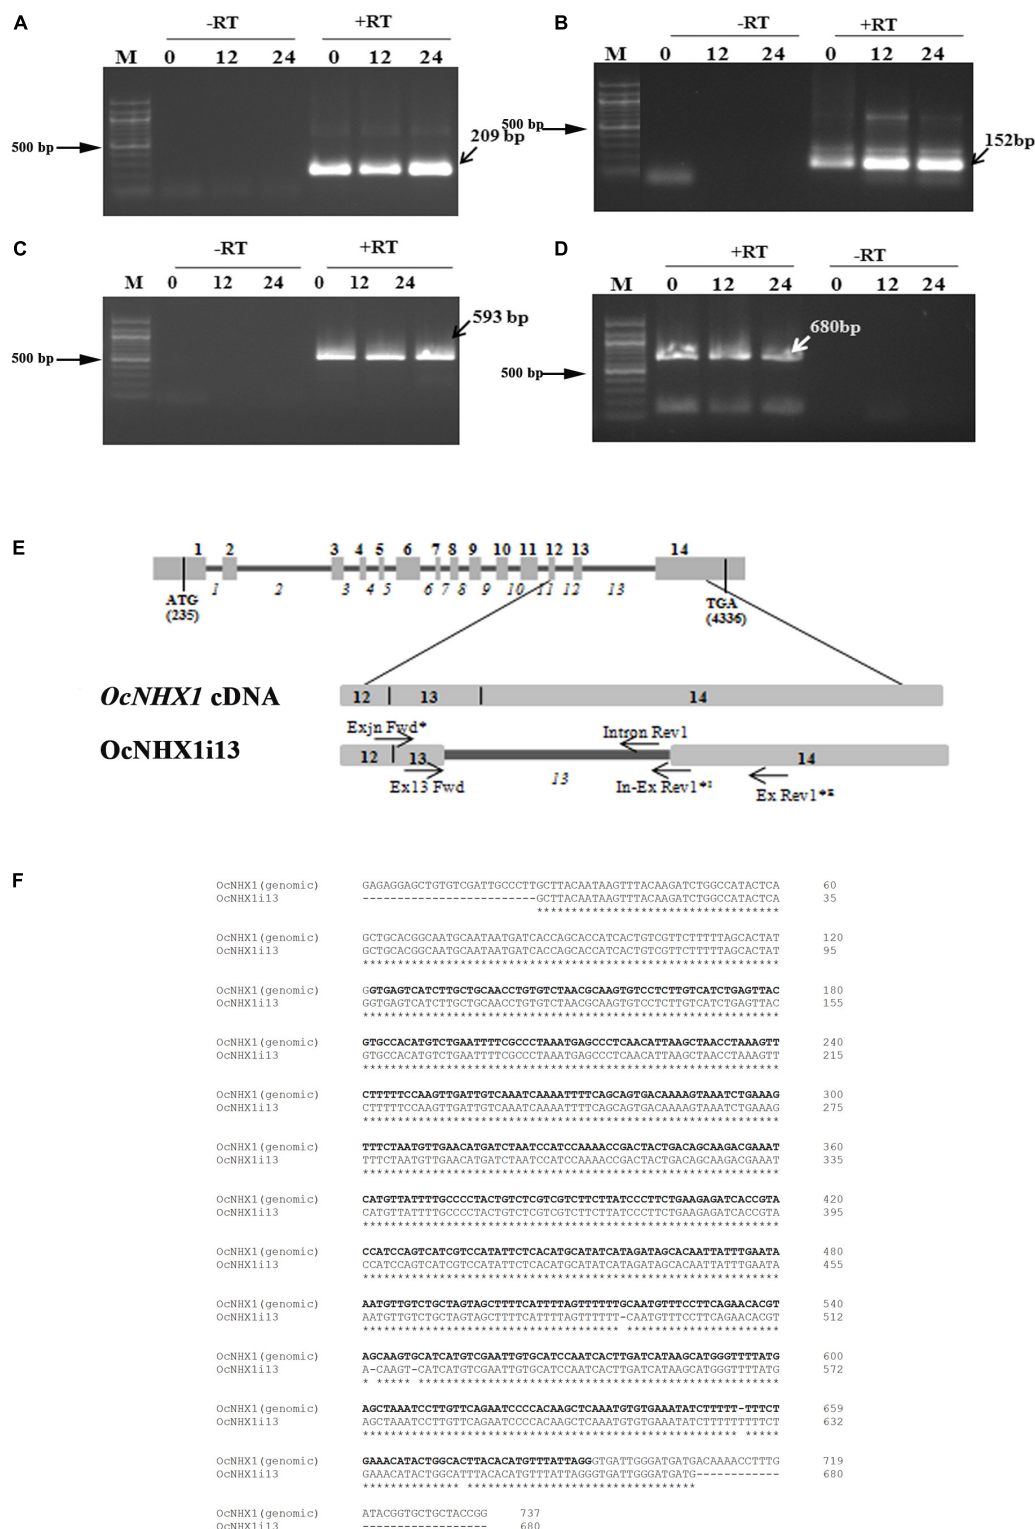 A
-RT +RT
M 0 12 24 0 12 24
500 bp
209 bp
B
-RT +RT
M 0 12 24 0 12 24
500 bp
152bp
C
-RT +RT
M 0 12 24 0 12 24
500 bp
593 bp
D
+RT -RT
M 0 12 24 0 12 24
500 bp
680bp
E
1 2 3 4 5 6 7 8 9 10 11 12 13 14
1 2 3 4 5 6 7 8 9 10 11 12 13
ATG TGA
(235) (4336)
OcNHX1 cDNA 12 13 14
Exjn Fwd* Intron Rev1
OcNHX1i13 12 13 14
Ex13 Fwd 13 In-Ex Rev1*‡ Ex Rev1*
F
OcNHX1(genomic) GAGAGGAGCTGTGTCGATTGCCCTTGCTTACAATAAGTTTACAAGATCTGGCCATACTCA 60
OcNHX1i13 -------------------------GCTTACAATAAGTTTACAAGATCTGGCCATACTCA 35
***********************************
OcNHX1(genomic) GCTGCACGGCAATGCAATAATGATCACCAGCACCATCACTGTCGTTCTTTTTAGCACTAT 120
OcNHX1i13 GCTGCACGGCAATGCAATAATGATCACCAGCACCATCACTGTCGTTCTTTTTAGCACTAT 95
************************************************************
OcNHX1(genomic) GGTGAGTCATCTTGCTGCAACCTGTGTCTAACGCAAGTGTCCTCTTGTCATCTGAGTTAC 180
OcNHX1i13 GGTGAGTCATCTTGCTGCAACCTGTGTCTAACGCAAGTGTCCTCTTGTCATCTGAGTTAC 155
************************************************************
OcNHX1(genomic) GTGCCACATGTCTGAATTTTCGCCCTAAATGAGCCCTCAACATTAAGCTAACCTAAAGTT 240
OcNHX1i13 GTGCCACATGTCTGAATTTTCGCCCTAAATGAGCCCTCAACATTAAGCTAACCTAAAGTT 215
************************************************************
OcNHX1(genomic) CTTTTTCCAAGTTGATTGTCAAATCAAAATTTTCAGCAGTGACAAAAGTAAATCTGAAAG 300
OcNHX1i13 CTTTTTCCAAGTTGATTGTCAAATCAAAATTTTCAGCAGTGACAAAAGTAAATCTGAAAG 275
************************************************************
OcNHX1(genomic) TTTCTAATGTTGAACATGATCTAATCCATCCAAAACCGACTACTGACAGCAAGACGAAAT 360
OcNHX1i13 TTTCTAATGTTGAACATGATCTAATCCATCCAAAACCGACTACTGACAGCAAGACGAAAT 335
************************************************************
OcNHX1(genomic) CATGTTATTTTGCCCCTACTGTCTCGTCGTCTTCTTATCCCTTCTGAAGAGATCACCGTA 420
OcNHX1i13 CATGTTATTTTGCCCCTACTGTCTCGTCGTCTTCTTATCCCTTCTGAAGAGATCACCGTA 395
************************************************************
OcNHX1(genomic) CCATCCAGTCATCGTCCATATTCTCACATGCATATCATAGATAGCACAATTATTTGAATA 480
OcNHX1i13 CCATCCAGTCATCGTCCATATTCTCACATGCATATCATAGATAGCACAATTATTTGAATA 455
************************************************************
OcNHX1(genomic) AATGTTGTCTGCTAGTAGCTTTTCATTTTAGTTTTTTGCAATGTTTCCTTCAGAACACGT 540
OcNHX1i13 AATGTTGTCTGCTAGTAGCTTTTCATTTTAGTTTTTT-CAATGTTTCCTTCAGAACACGT 512
************************************* **********************
OcNHX1(genomic) AGCAAGTGCATCATGTCGAATTGTGCATCCAATCACTTGATCATAAGCATGGGTTTTATG 600
OcNHX1i13 A-CAAGT-CATCATGTCGAATTGTGCATCCAATCACTTGATCATAAGCATGGGTTTTATG 572
* ***** ****************************************************
OcNHX1(genomic) AGCTAAATCCTTGTTCAGAATCCCCACAAGCTCAAATGTGTGAAATATCTTTTT-TTTCT 659
OcNHX1i13 AGCTAAATCCTTGTTCAGAATCCCCACAAGCTCAAATGTGTGAAATATCTTTTTTTTTCT 632
****************************************************** *****
OcNHX1(genomic) GAAACATACTGGCACTTACACATGTTTATTAGGGTGATTGGGATGATGACAAAACCTTTG 719
OcNHX1i13 GAAACATACTGGCATTTACACATGTTTATTAGGGTGATTGGGATGATG------------ 680
************** *********************************
OcNHX1(genomic) ATACGGTGCTGCTACCGG 737
OcNHX1i13 ------------------ 680